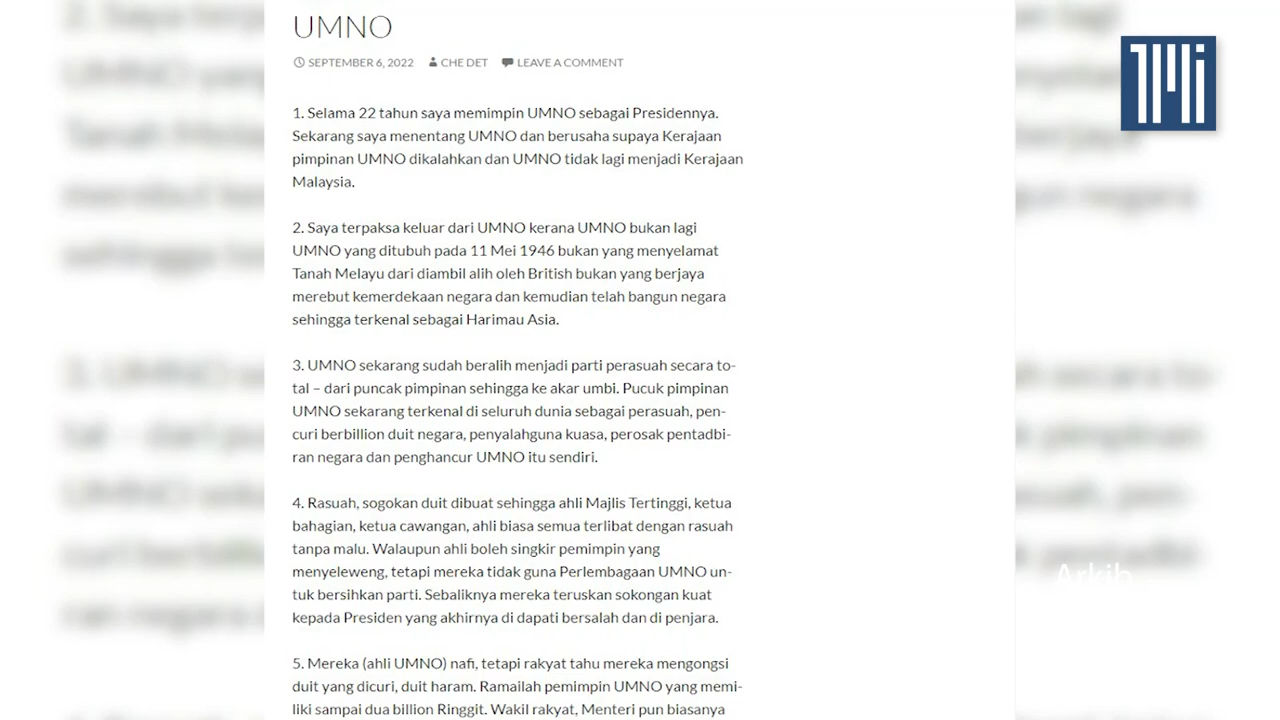 UMNO
SEPTEMBER 6, 2022 CHE DET LEAVE A COMMENT
1. Selama 22 tahun saya memimpin UMNO sebagai Presidennya.
Sekarang saya menentang UMNO dan berusaha supaya Kerajaan
pimpinan UMNO dikalahkan dan UMNO tidak lagi menjadi Kerajaan
Malaysia.
2. Saya terpaksa keluar dari UMNO kerana UMNO bukan lagi
UMNO yang ditubuh pada 11 Mei 1946 bukan yang menyelamat
Tanah Melayu dari diambil alih oleh British bukan yang berjaya
merebut kemerdekaan negara dan kemudian telah bangun negara
sehingga terkenal sebagai Harimau Asia.
3. UMNO sekarang sudah beralih menjadi parti perasuah secara to-
tal – dari puncak pimpinan sehingga ke akar umbi. Pucuk pimpinan
UMNO sekarang terkenal di seluruh dunia sebagai perasuah, pen-
curi berbillion duit negara, penyalahguna kuasa, perosak pentadbi-
ran negara dan penghancur UMNO itu sendiri.
4. Rasuah, sogokan duit dibuat sehingga ahli Majlis Tertinggi, ketua
bahagian, ketua cawangan, ahli biasa semua terlibat dengan rasuah
tanpa malu. Walaupun ahli boleh singkir pemimpin yang
menyeleweng, tetapi mereka tidak guna Perlembagaan UMNO un-
tuk bersihkan parti. Sebaliknya mereka teruskan sokongan kuat
kepada Presiden yang akhirnya di dapati bersalah dan di penjara.
5. Mereka (ahli UMNO) nafi, tetapi rakyat tahu mereka mengongsi
duit yang dicuri, duit haram. Ramailah pemimpin UMNO yang memi-
liki sampai dua billion Ringgit. Wakil rakyat, Menteri pun biasanya
Arkib